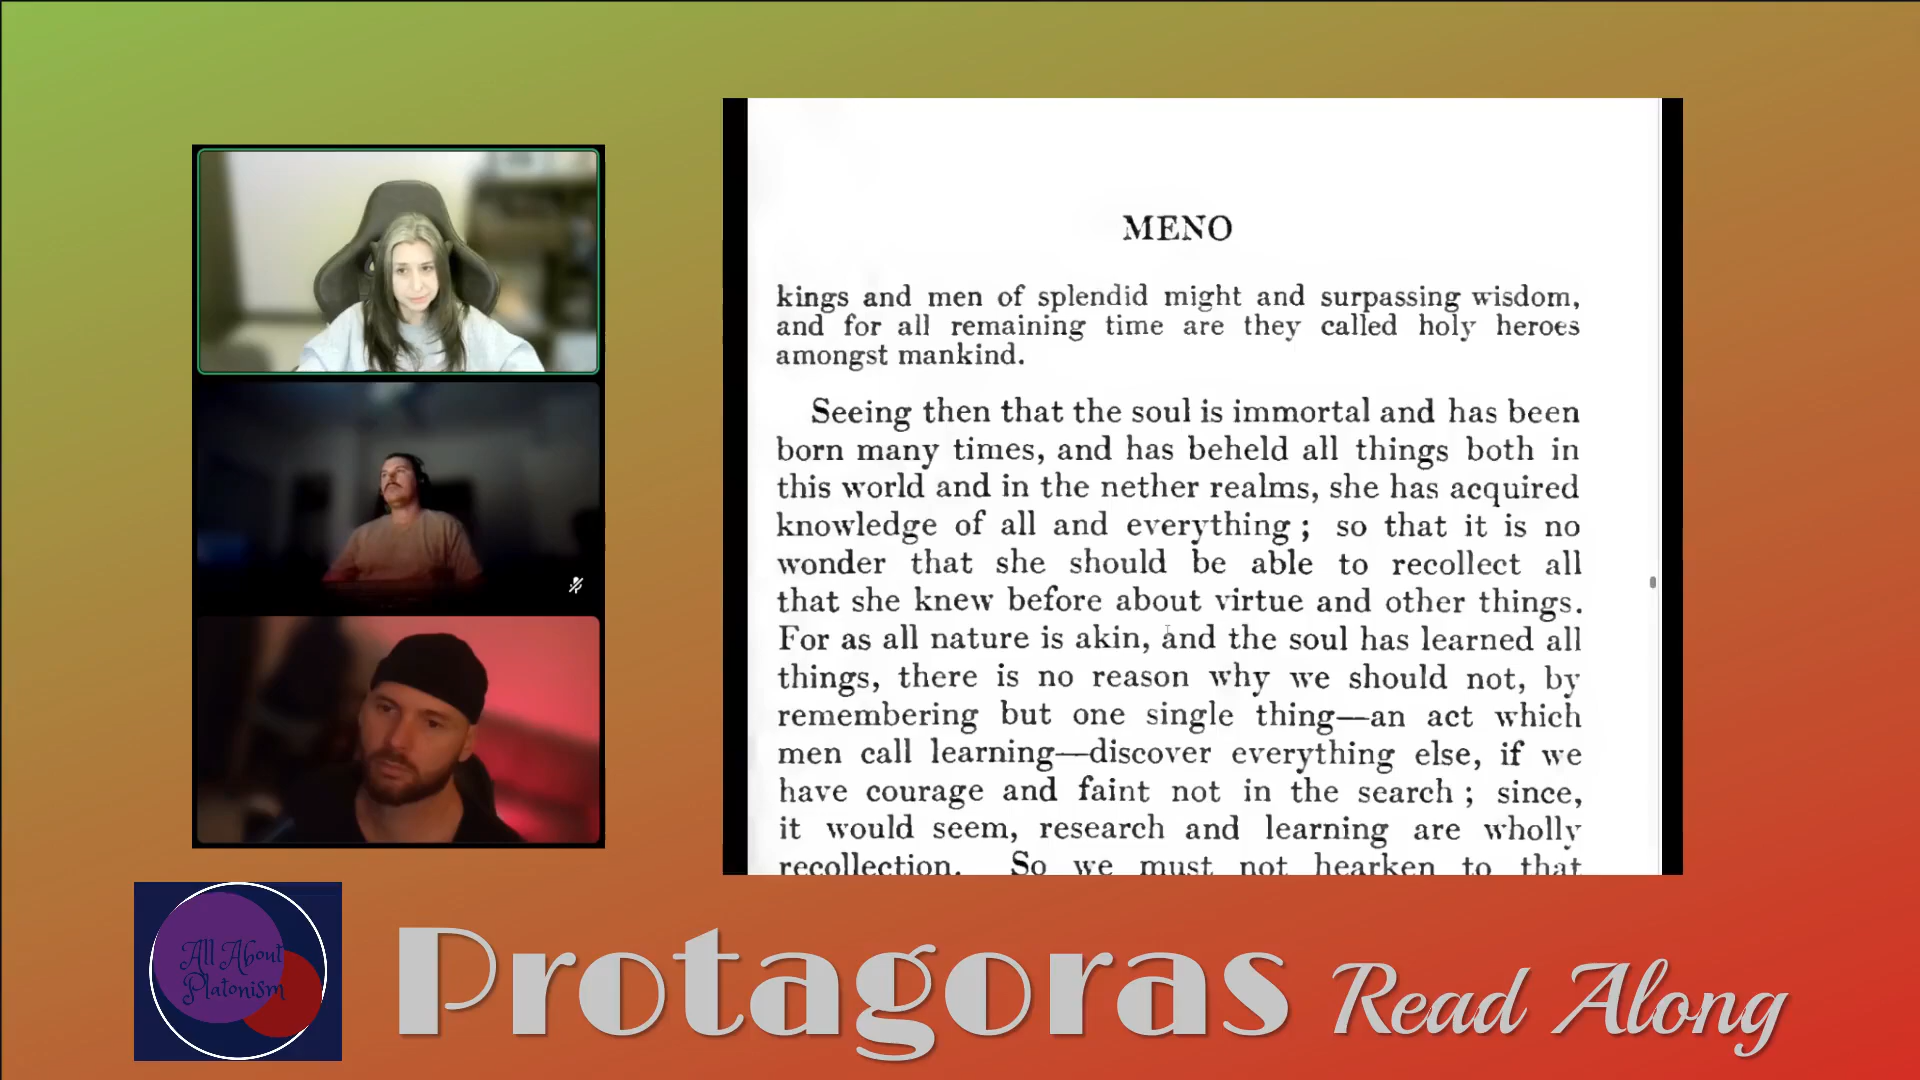 MENO
kings and men of splendid might and surpassing wisdom,
and for all remaining time are they called holy heroes
amongst mankind.
Seeing then that the soul is immortal and has been
born many times, and has beheld all things both in
this world and in the nether realms, she has acquired
knowledge of all and everything ; so that it is no
wonder that she should be able to recollect all
that she knew before about virtue and other things.
For as all nature is akin, and the soul has learned all
things, there is no reason why we should not, by
remembering but one single thing—an act which
men call learning—discover everything else, if we
have courage and faint not in the search ; since,
it would seem, research and learning are wholly
recollection. So we must not hearken to that
All About
Platonism
Protagoras Read Along